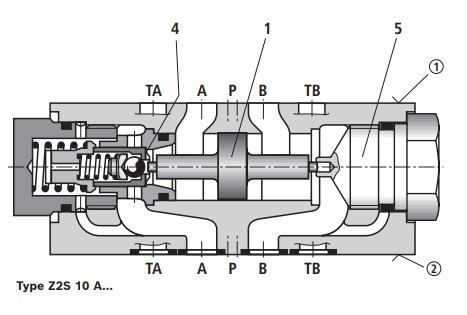 4 1 5
TA A P B TB
①
TA A P B TB
②
Type Z2S 10 A...